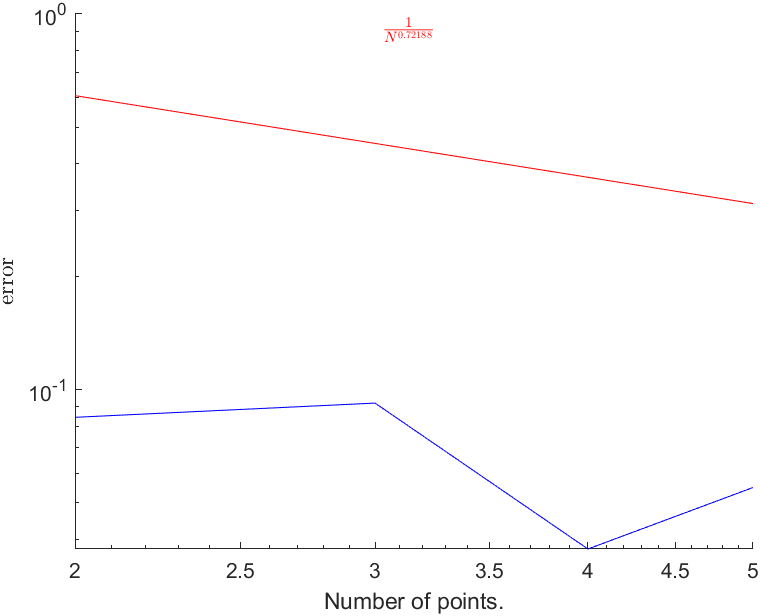 10^0
\frac{1}{N^{0.72188}}
error
10^{-1}
2 2.5 3 3.5 4 4.5 5
Number of points.